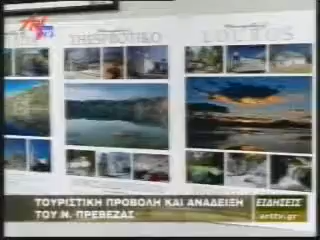 THESPROTIKO
LOUROS
ΤΟΥΡΙΣΤΙΚΗ ΠΡΟΒΟΛΗ ΚΑΙ ΑΝΑΔΕΙΞΗ
ΤΟΥ Ν. ΠΡΕΒΕΖΑΣ
ΕΙΔΗΣΕΙΣ
.arttv.gr